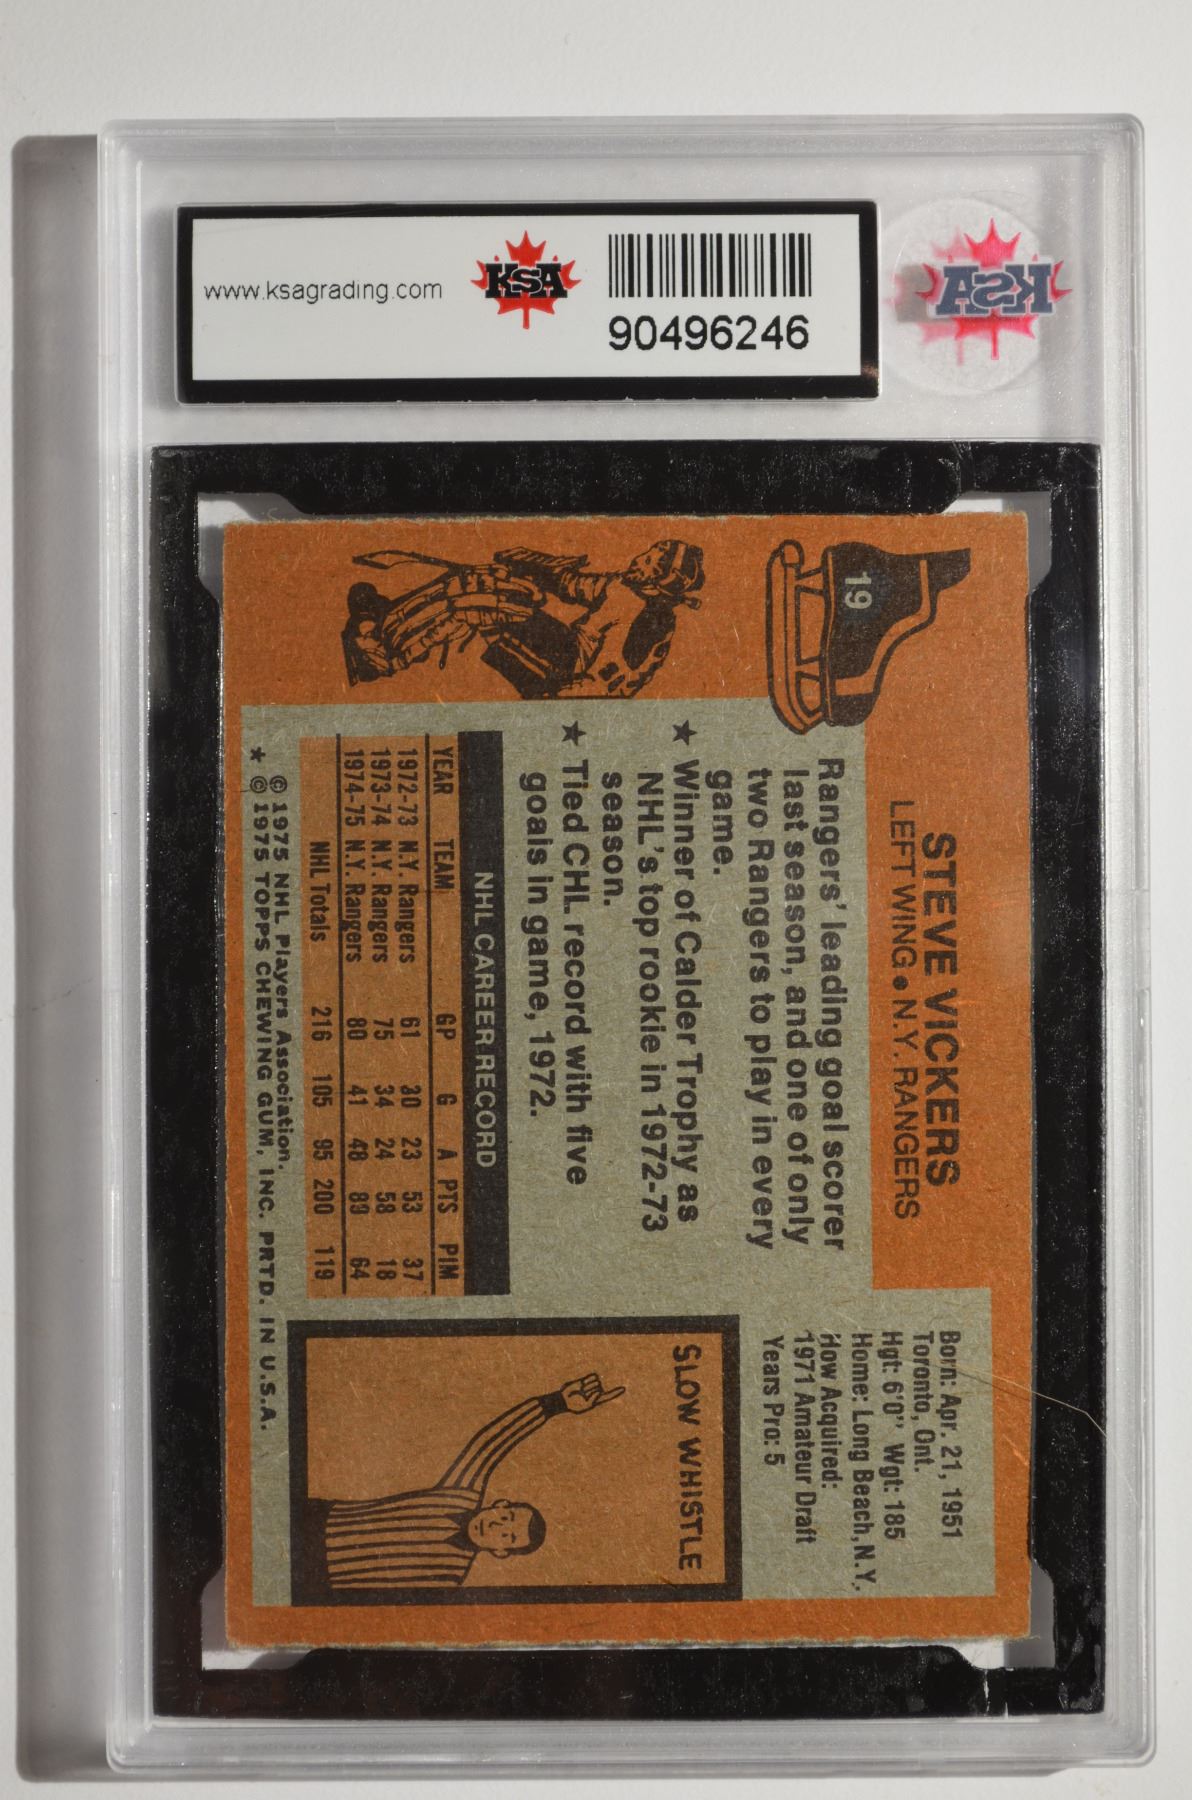 www.ksagrading.com
KSA
90496246
KSA
19
STEVE VICKERS
LEFT WING • N.Y. RANGERS
Born: Apr. 21, 1951
Toronto, Ont.
Hgt: 6'0" Wgt: 185
Home: Long Beach, N.Y.
How Acquired:
1971 Amateur Draft
Years Pro: 5
Rangers' leading goal scorer
last season, and one of only
two Rangers to play in every
game.
★ Winner of Calder Trophy as
NHL's top rookie in 1972-73
season.
★ Tied CHL record with five
goals in game, 1972.
NHL CAREER RECORD
YEAR TEAM GP G A PTS PIM
1972-73 N.Y. Rangers 61 30 23 53 37
1973-74 N.Y. Rangers 75 34 24 58 18
1974-75 N.Y. Rangers 80 41 48 89 64
NHL Totals 216 105 95 200 119
© 1975 NHL Players Association.
★ © 1975 TOPPS CHEWING GUM, INC. PRTD. IN U.S.A.
SLOW WHISTLE